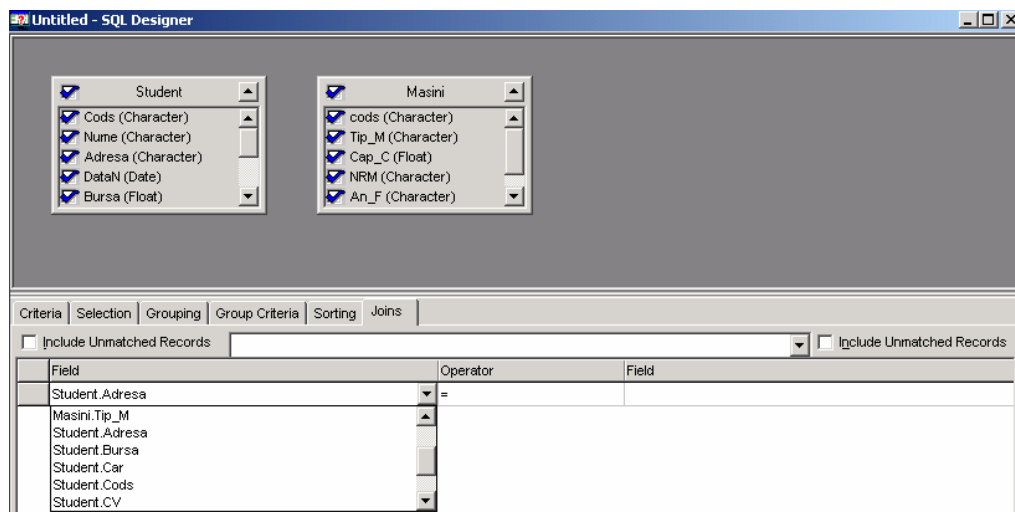 Untitled - SQL Designer
Student
Cods (Character)
Nume (Character)
Adresa (Character)
DataN (Date)
Bursa (Float)
Masini
cods (Character)
Tip_M (Character)
Cap_C (Float)
NRM (Character)
An_F (Character)
Criteria Selection Grouping Group Criteria Sorting Joins
Include Unmatched Records Include Unmatched Records
Field Operator Field
Student.Adresa =
Masini.Tip_M
Student.Adresa
Student.Bursa
Student.Car
Student.Cods
Student.CV